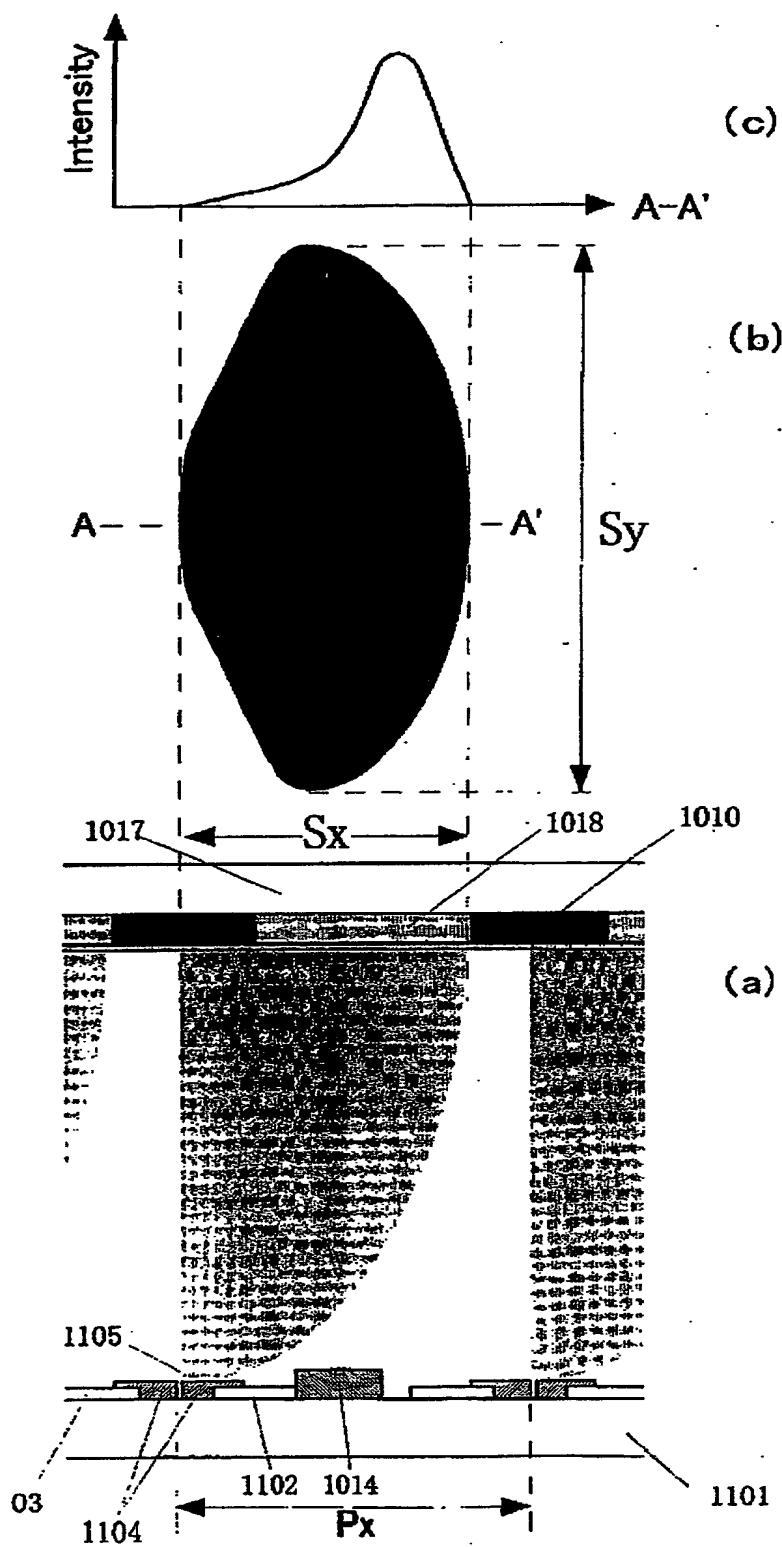 Intensity
(c)
A-A'
(b)
A
A'
Sy
Sx
1017
1018
1010
(a)
1105
03
1104
1102
1014
Px
1101